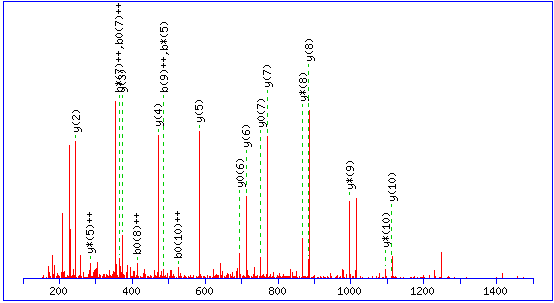 y(2)
y*(5)++
b*(7)++,b0(7)++
y(3)
b0(8)++
y(4)
b(9)++,b*(5)
b0(10)++
y(5)
y0(6)
y(6)
y0(7)
y(7)
y*(8)
y(8)
y*(9)
y*(10)
y(10)
200 400 600 800 1000 1200 1400